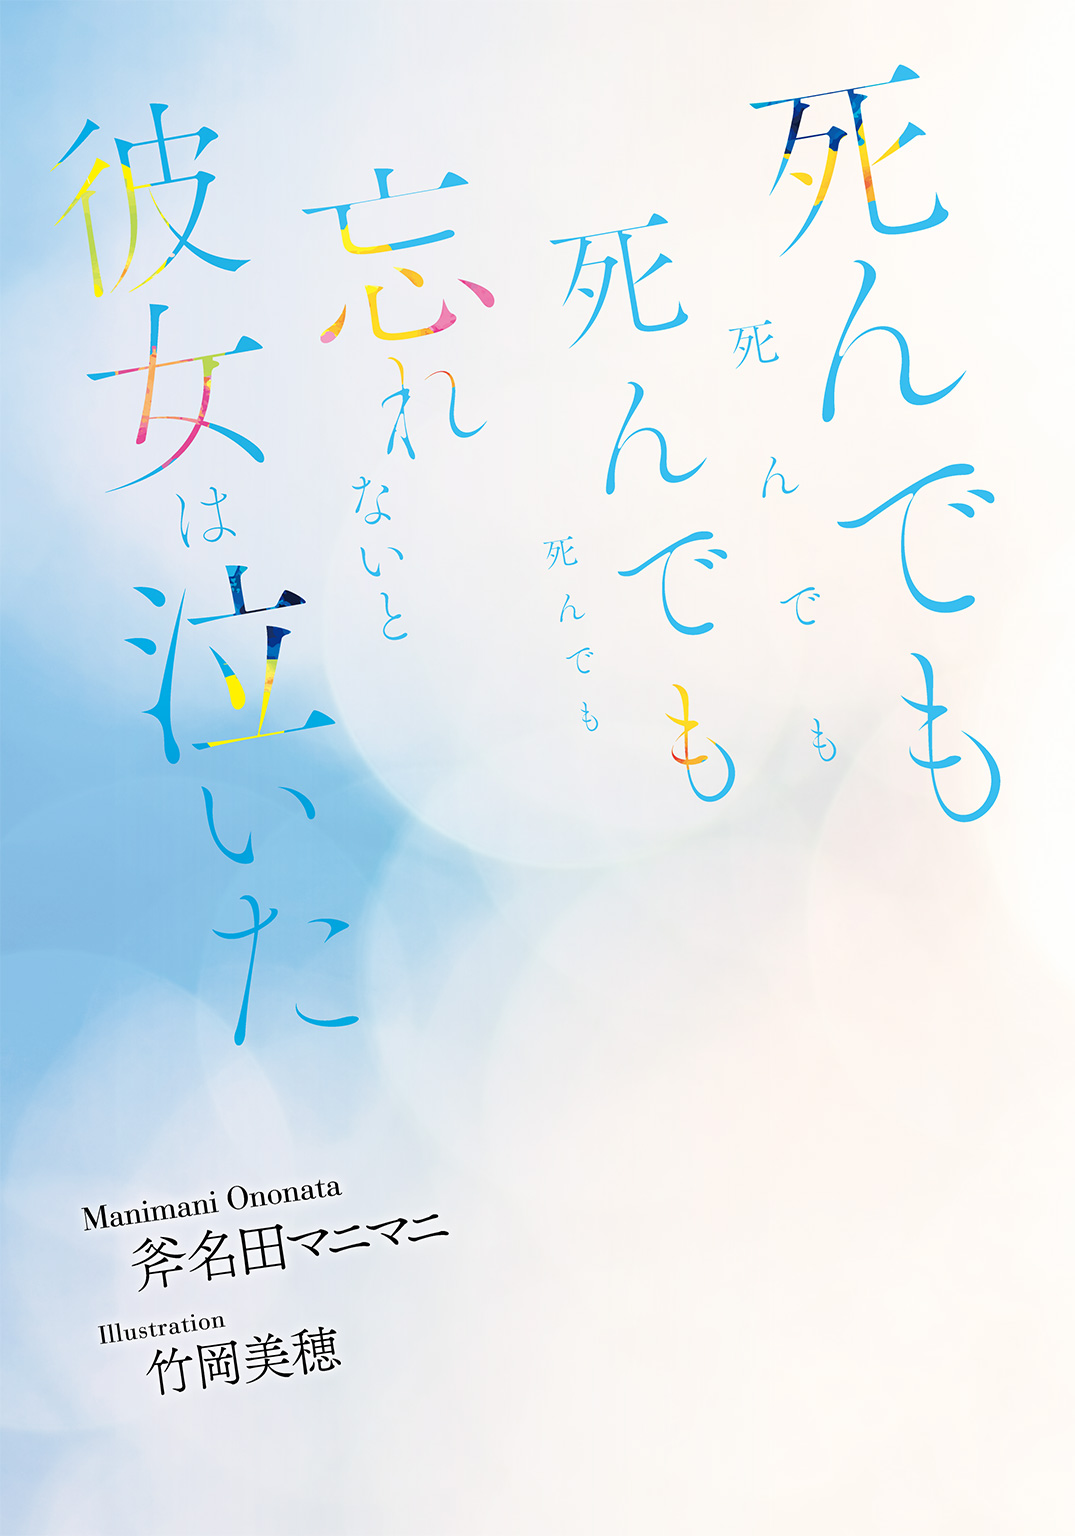 死んでも
死んでも
死んでも
死んでも
忘れないと
彼女は泣いた
Manimani Ononata
斧名田マニマニ
Illustration
竹岡美穂